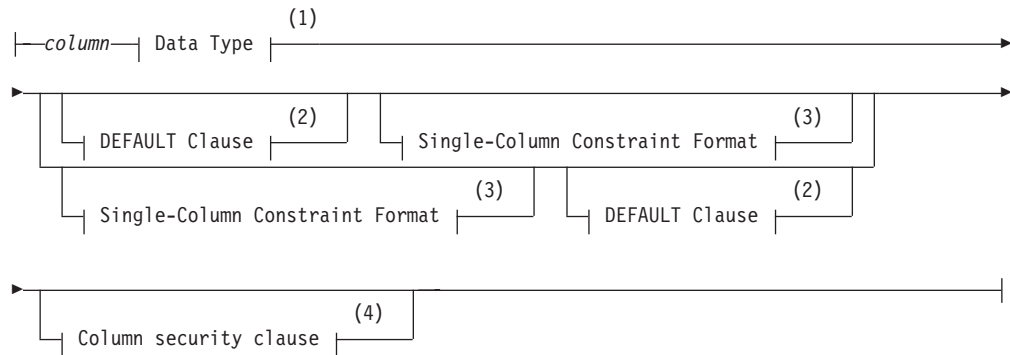 (1)
column Data Type
(2) (3)
DEFAULT Clause Single-Column Constraint Format
(3) (2)
Single-Column Constraint Format DEFAULT Clause
(4)
Column security clause